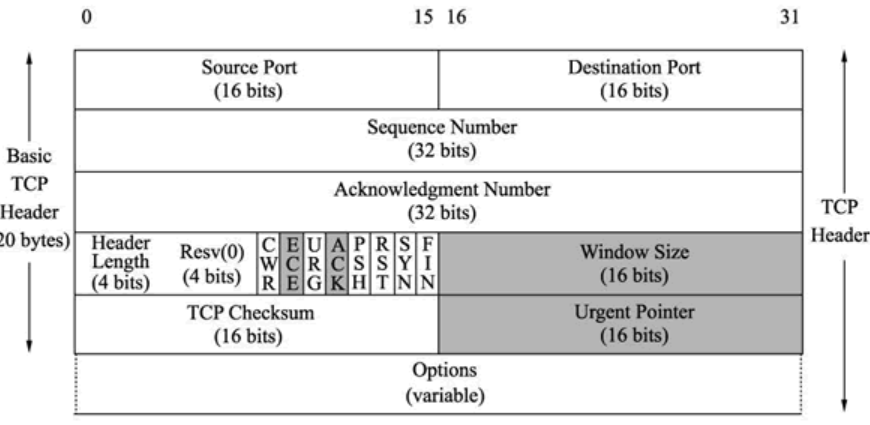 0 15 16 31
Source Port
(16 bits)
Destination Port
(16 bits)
Sequence Number
(32 bits)
Acknowledgment Number
(32 bits)
Basic
TCP
Header
20 bytes)
TCP
Header
Header
Length
(4 bits)
Resv(0)
(4 bits)
CWR
ECE
URG
ACK
PSH
RST
SYN
FIN
Window Size
(16 bits)
TCP Checksum
(16 bits)
Urgent Pointer
(16 bits)
Options
(variable)